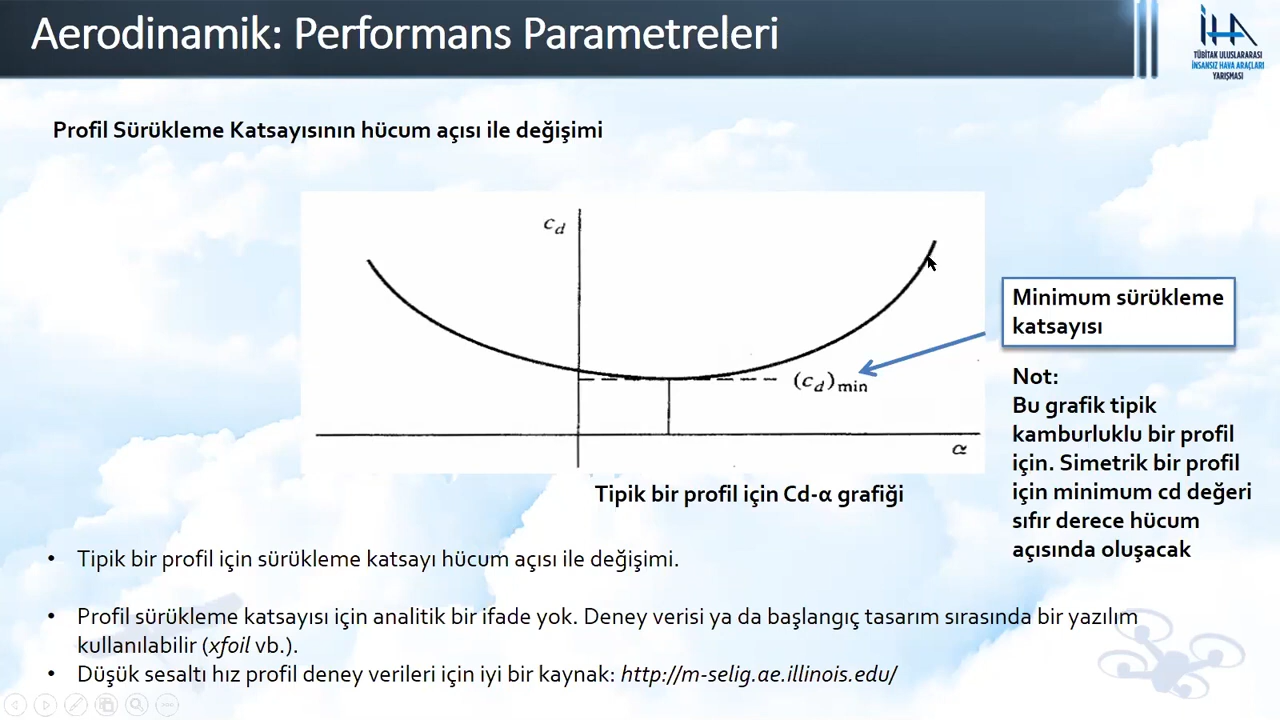 Aerodinamik: Performans Parametreleri
İHA
TÜBİTAK ULUSLARARASI
İNSANSIZ HAVA ARAÇLARI
YARIŞMASI
Profil Sürükleme Katsayısının hücum açısı ile değişimi
c_d
(c_d)_min
α
Minimum sürükleme
katsayısı
Not:
Bu grafik tipik
kamburluklu bir profil
için. Simetrik bir profil
için minimum cd değeri
sıfır derece hücum
açısında oluşacak
Tipik bir profil için Cd-α grafiği
• Tipik bir profil için sürükleme katsayı hücum açısı ile değişimi.
• Profil sürükleme katsayısı için analitik bir ifade yok. Deney verisi ya da başlangıç tasarım sırasında bir yazılım
kullanılabilir (xfoil vb.).
• Düşük sesaltı hız profil deney verileri için iyi bir kaynak: http://m-selig.ae.illinois.edu/